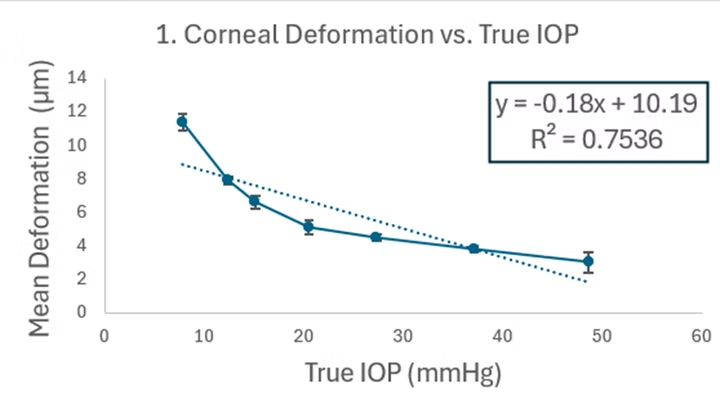 1. Corneal Deformation vs. True IOP
Mean Deformation (μm)
14
12
10
8
6
4
2
0
y = -0.18x + 10.19
R² = 0.7536
0 10 20 30 40 50 60
True IOP (mmHg)